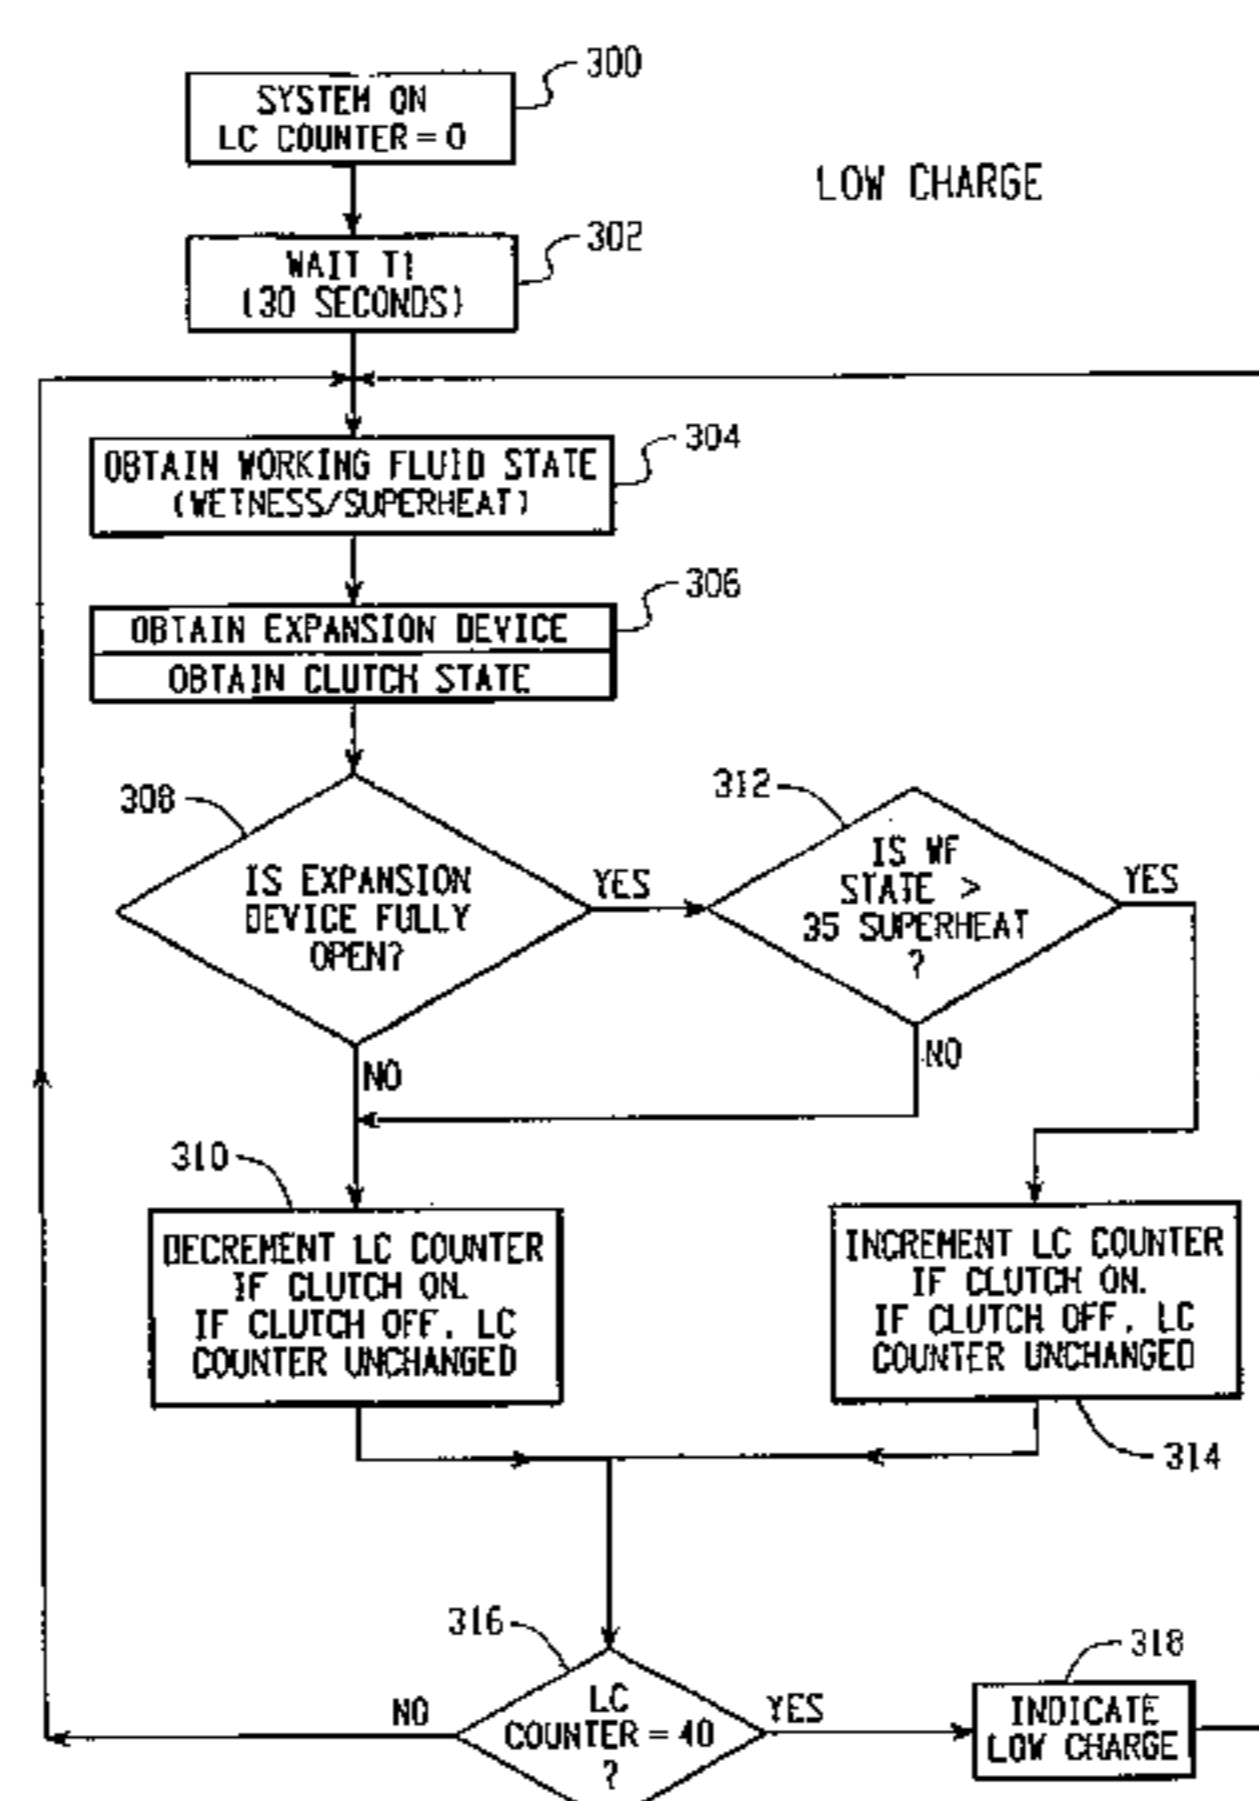 300
SYSTEM ON
LC COUNTER = 0
LOW CHARGE
302
WAIT T1
(30 SECONDS)
304
OBTAIN WORKING FLUID STATE
(WETNESS/SUPERHEAT)
306
OBTAIN EXPANSION DEVICE
OBTAIN CLUTCH STATE
308
IS EXPANSION
DEVICE FULLY
OPEN?
YES
NO
312
IS WF
STATE >
35 SUPERHEAT
?
YES
NO
310
DECREMENT LC COUNTER
IF CLUTCH ON.
IF CLUTCH OFF, LC
COUNTER UNCHANGED
INCREMENT LC COUNTER
IF CLUTCH ON.
IF CLUTCH OFF, LC
COUNTER UNCHANGED
314
316
LC
COUNTER = 40
?
NO
YES
318
INDICATE
LOW CHARGE